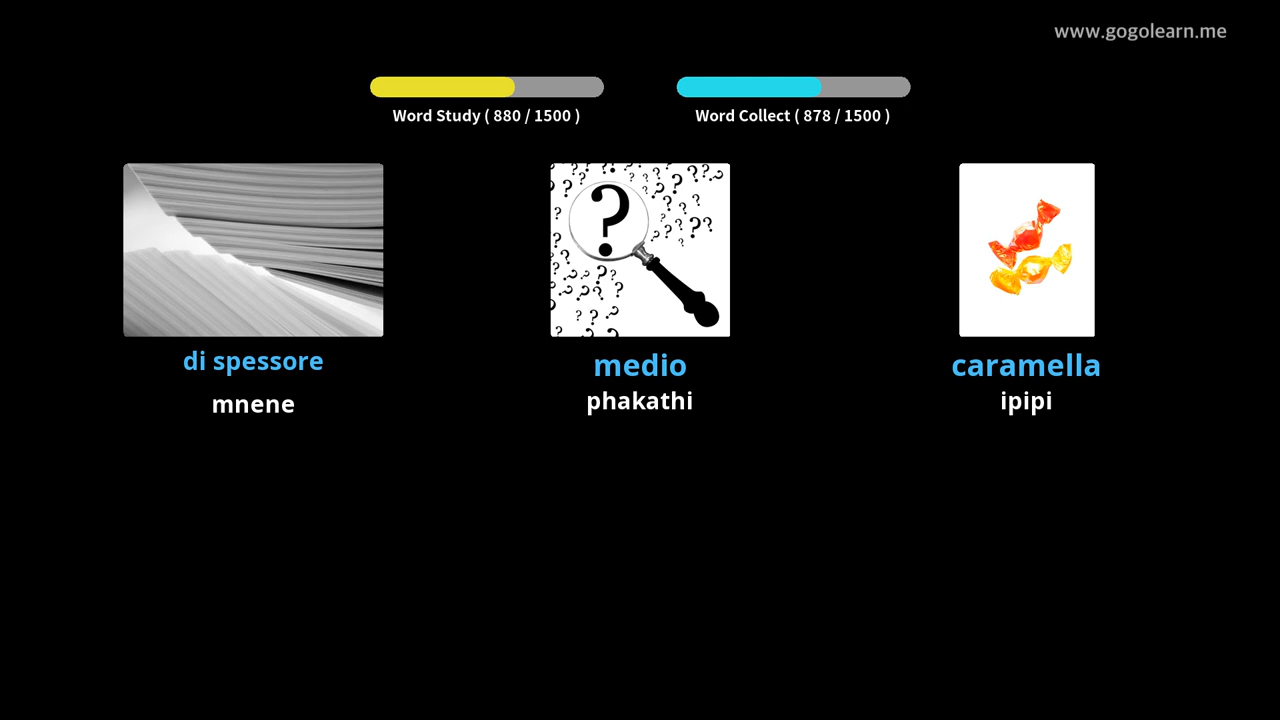 www.gogolearn.me
Word Study ( 880 / 1500 )
Word Collect ( 878 / 1500 )
di spessore
mnene
medio
phakathi
caramella
ipipi